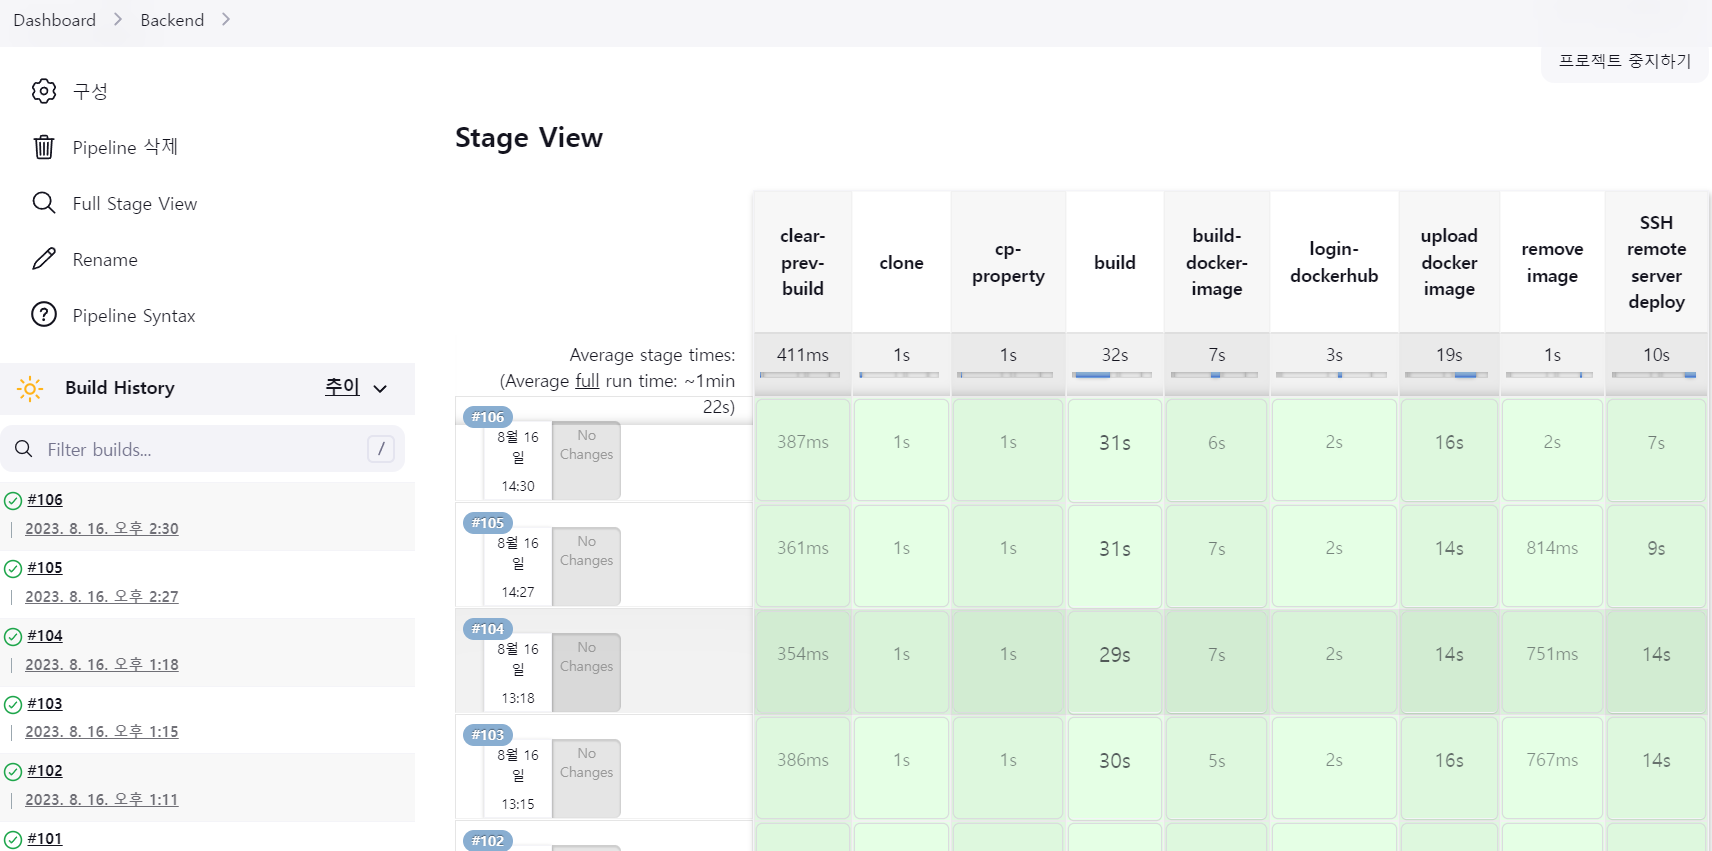 Dashboard
Backend
프로젝트 중지하기
구성
Pipeline 삭제
Full Stage View
Rename
Pipeline Syntax
Build History
추이
Filter builds...
/
#106
2023. 8. 16. 오후 2:30
#105
2023. 8. 16. 오후 2:27
#104
2023. 8. 16. 오후 1:18
#103
2023. 8. 16. 오후 1:15
#102
2023. 8. 16. 오후 1:11
#101
Stage View
clear-
prev-
build
clone
cp-
property
build
build-
docker-
image
login-
dockerhub
upload
docker
image
remove
image
SSH
remote
server
deploy
Average stage times:
(Average full run time: ~1min
22s)
411ms
1s
1s
32s
7s
3s
19s
1s
10s
#106
8월 16
일
14:30
No
Changes
387ms
1s
1s
31s
6s
2s
16s
2s
7s
#105
8월 16
일
14:27
No
Changes
361ms
1s
1s
31s
7s
2s
14s
814ms
9s
#104
8월 16
일
13:18
No
Changes
354ms
1s
1s
29s
7s
2s
14s
751ms
14s
#103
8월 16
일
13:15
No
Changes
386ms
1s
1s
30s
5s
2s
16s
767ms
14s
#102